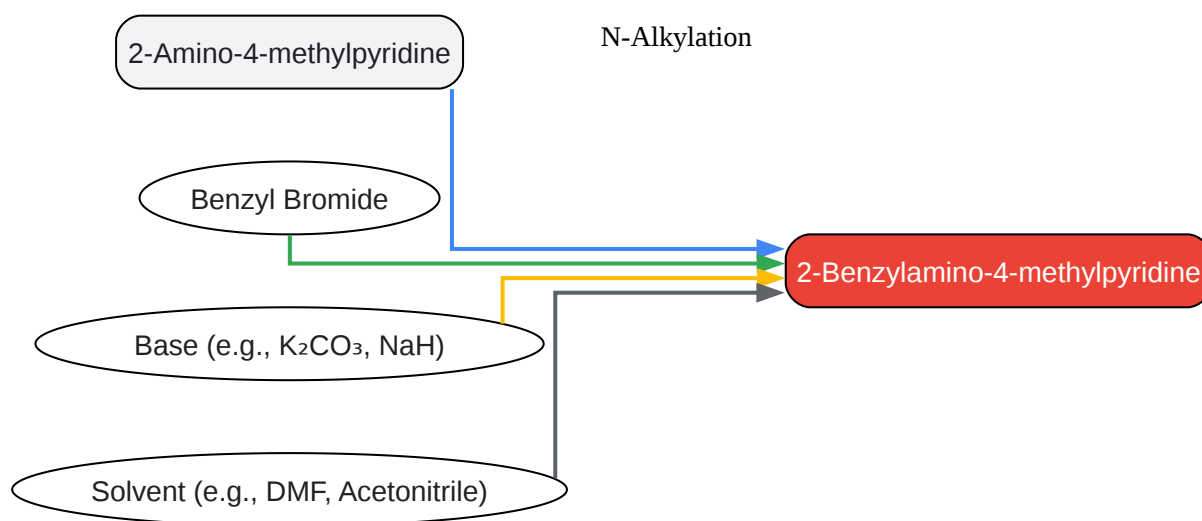 2-Amino-4-methylpyridine
N-Alkylation
Benzyl Bromide
2-Benzylamino-4-methylpyridine
Base (e.g., K₂CO₃, NaH)
Solvent (e.g., DMF, Acetonitrile)